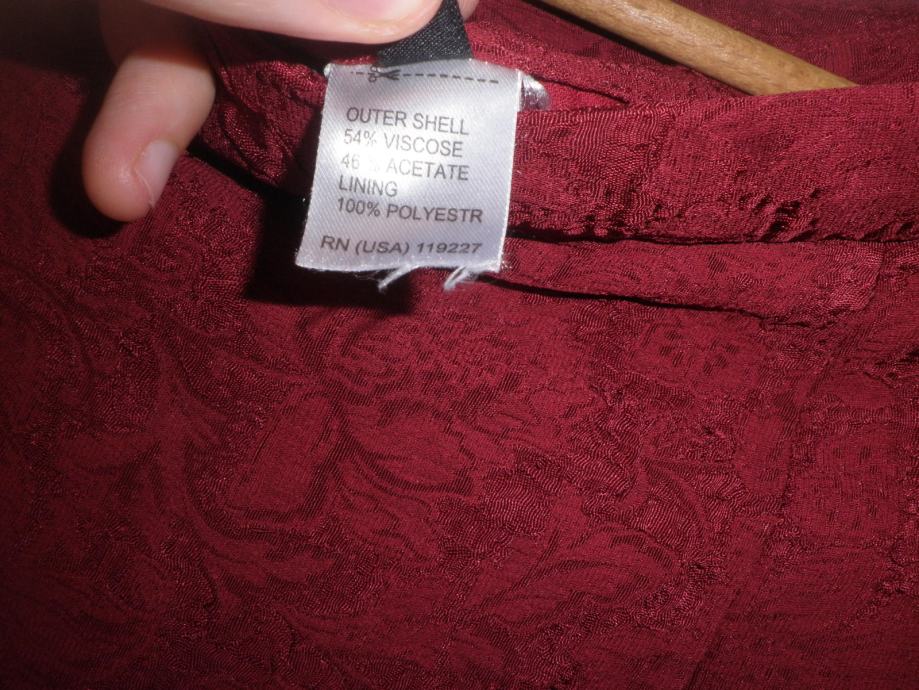 OUTER SHELL
54% VISCOSE
46% ACETATE
LINING
100% POLYESTR
RN (USA) 119227